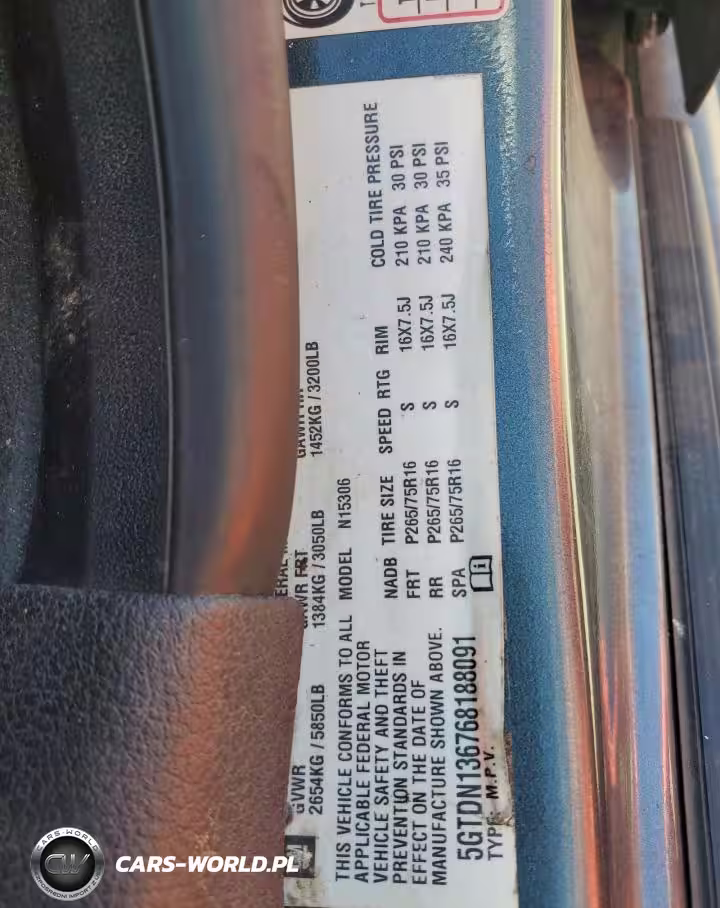 GVWR GAWR FRT GAWR RR
2654KG / 5850LB 1384KG / 3050LB 1452KG / 3200LB
THIS VEHICLE CONFORMS TO ALL
APPLICABLE FEDERAL MOTOR
VEHICLE SAFETY AND THEFT
PREVENTION STANDARDS IN
EFFECT ON THE DATE OF
MANUFACTURE SHOWN ABOVE.
MODEL N15306
COLD TIRE PRESSURE
NADB TIRE SIZE SPEED RTG RIM
FRT P265/75R16 S 16X7.5J 210 KPA 30 PSI
RR P265/75R16 S 16X7.5J 210 KPA 30 PSI
SPA P265/75R16 S 16X7.5J 240 KPA 35 PSI
5GTDN136768188091
TYPE: M.P.V.
CARS-WORLD
CW
CARS-WORLD.PL